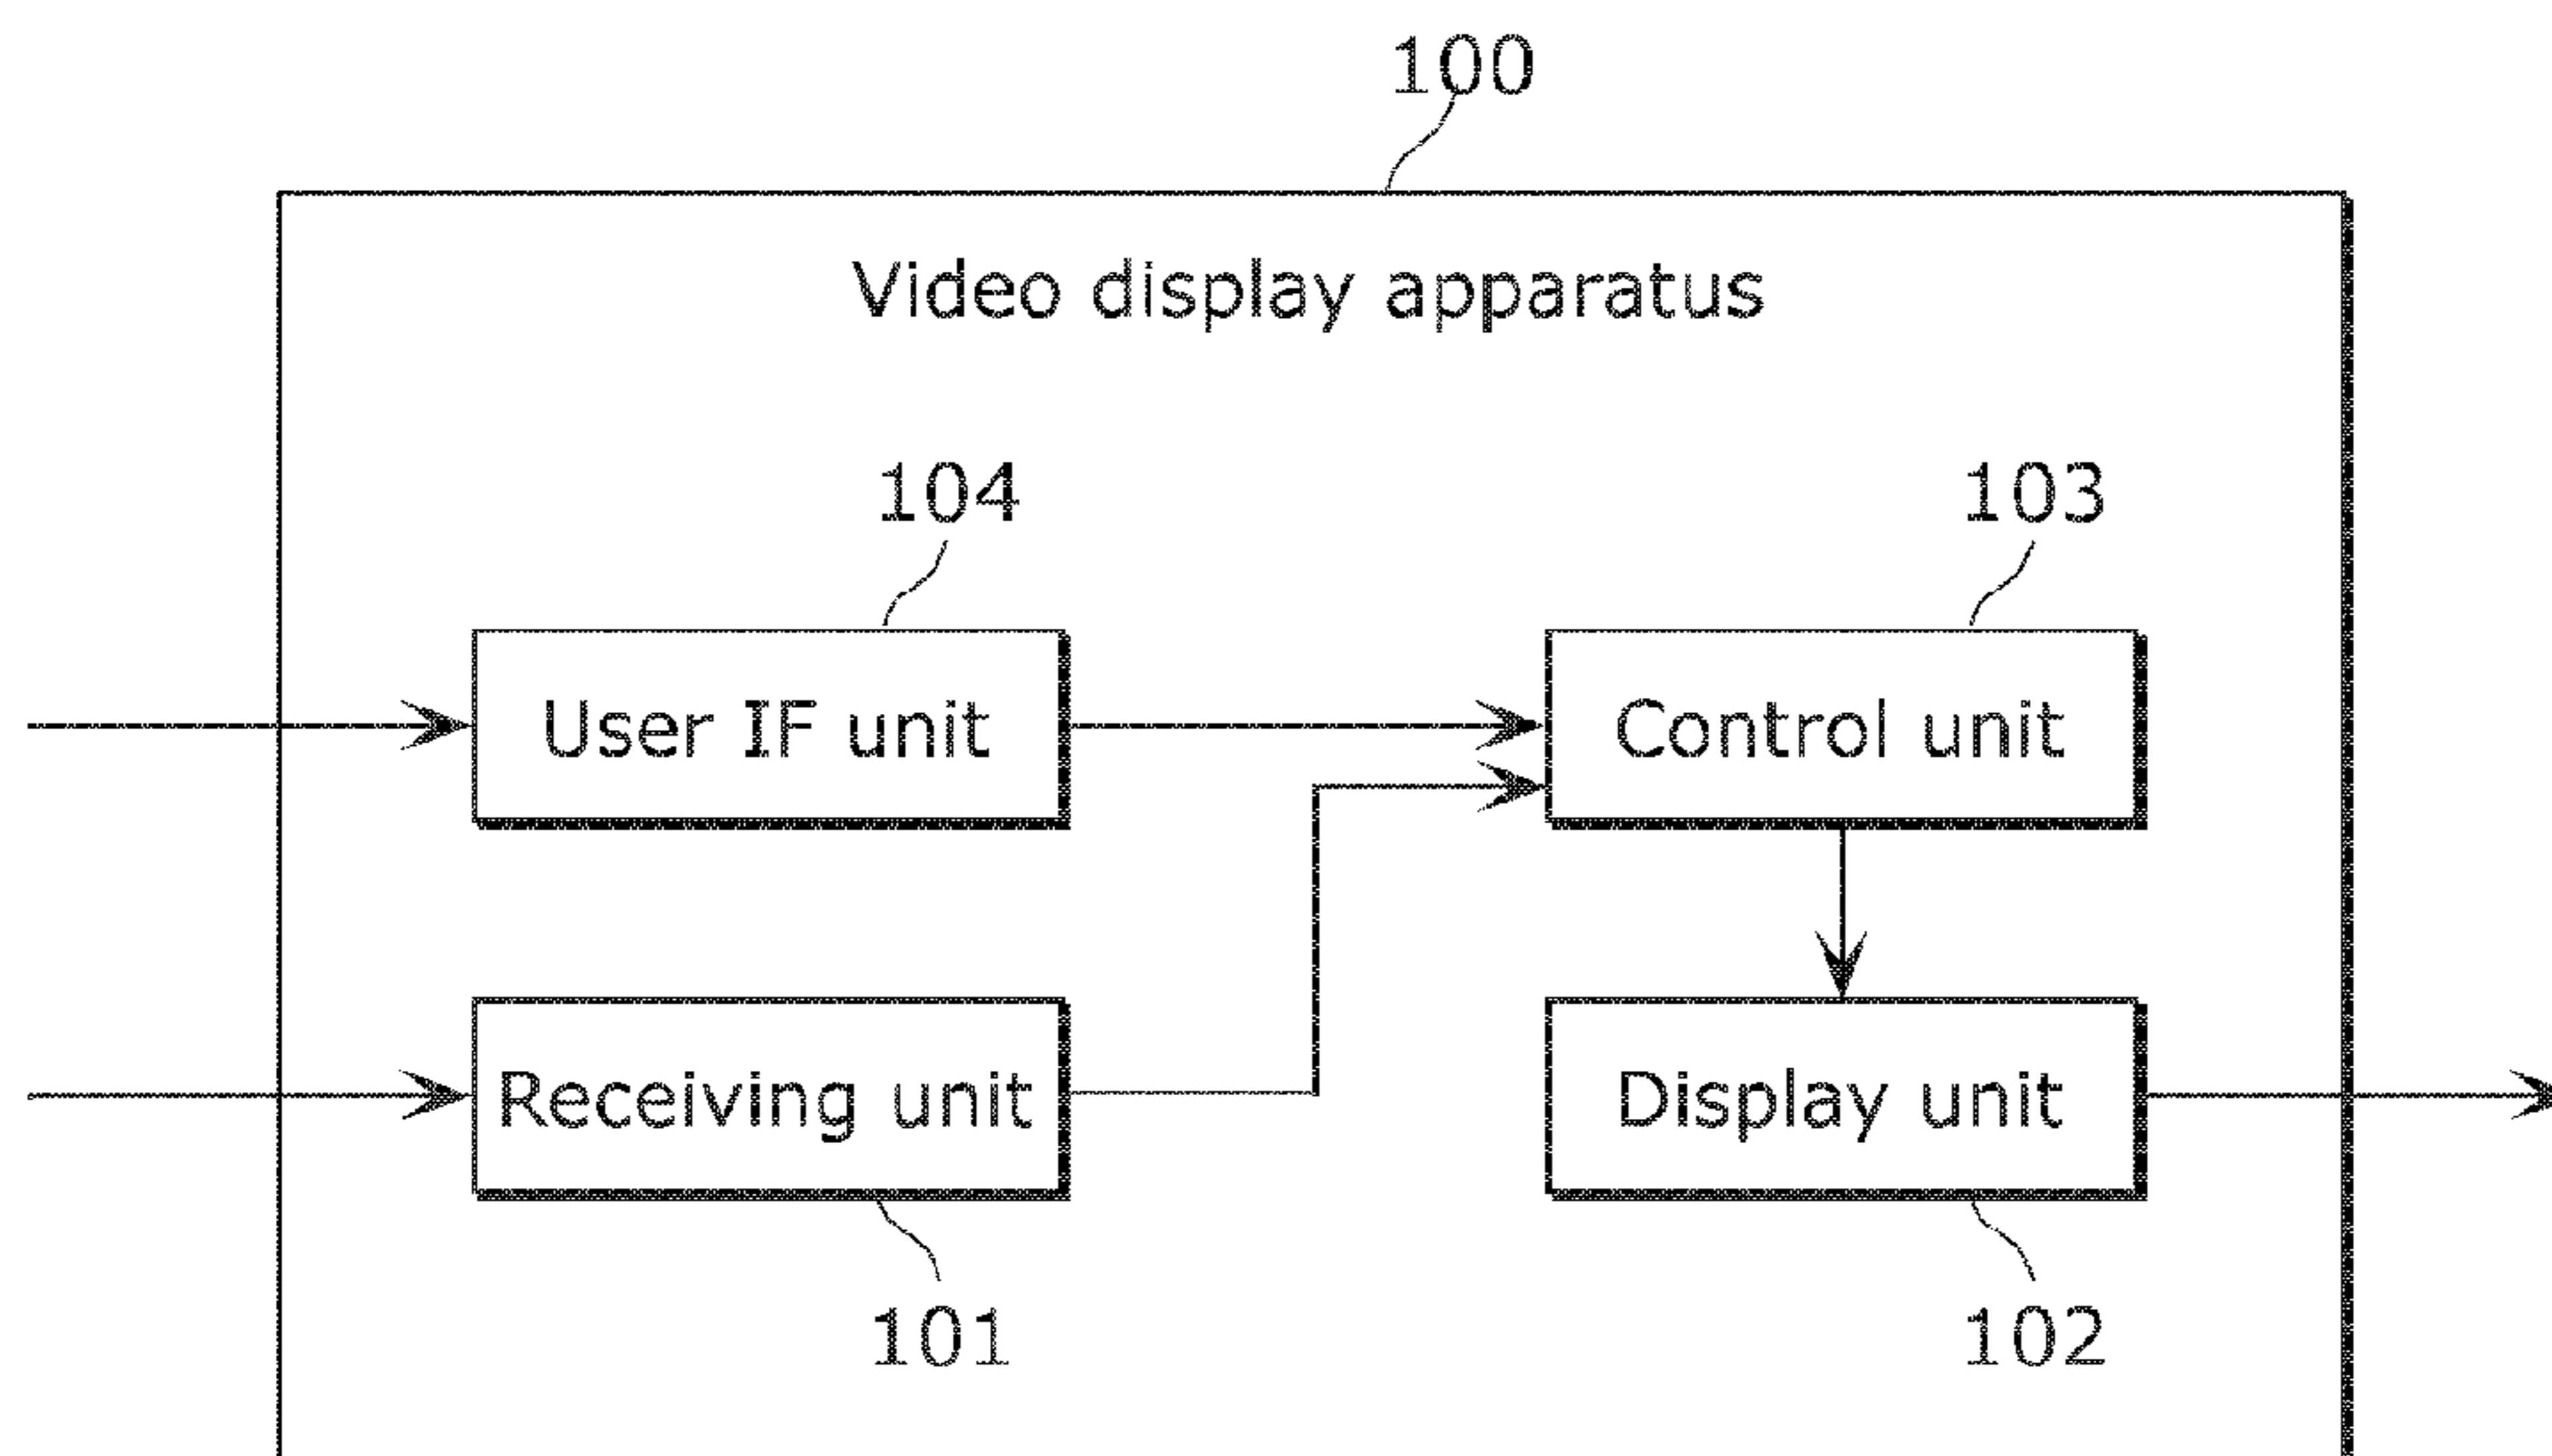 100
Video display apparatus
104
103
User IF unit
Control unit
Receiving unit
Display unit
101
102